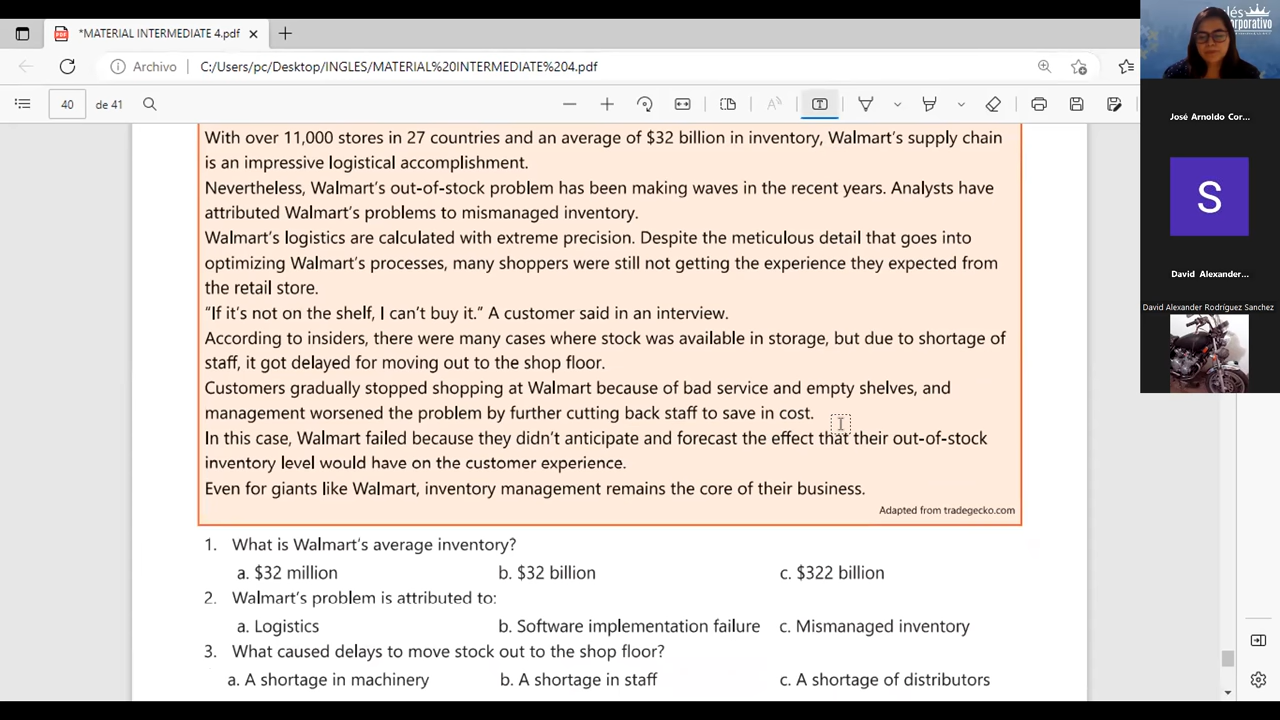 *MATERIAL INTERMEDIATE 4.pdf
Archivo
C:/Users/pc/Desktop/INGLES/MATERIAL%20INTERMEDIATE%204.pdf
40
de 41
With over 11,000 stores in 27 countries and an average of $32 billion in inventory, Walmart's supply chain
is an impressive logistical accomplishment.
Nevertheless, Walmart's out-of-stock problem has been making waves in the recent years. Analysts have
attributed Walmart's problems to mismanaged inventory.
Walmart's logistics are calculated with extreme precision. Despite the meticulous detail that goes into
optimizing Walmart's processes, many shoppers were still not getting the experience they expected from
the retail store.
"If it's not on the shelf, I can't buy it." A customer said in an interview.
According to insiders, there were many cases where stock was available in storage, but due to shortage of
staff, it got delayed for moving out to the shop floor.
Customers gradually stopped shopping at Walmart because of bad service and empty shelves, and
management worsened the problem by further cutting back staff to save in cost.
In this case, Walmart failed because they didn't anticipate and forecast the effect that their out-of-stock
inventory level would have on the customer experience.
Even for giants like Walmart, inventory management remains the core of their business.
Adapted from tradegecko.com
1. What is Walmart's average inventory?
a. $32 million b. $32 billion c. $322 billion
2. Walmart's problem is attributed to:
a. Logistics b. Software implementation failure c. Mismanaged inventory
3. What caused delays to move stock out to the shop floor?
a. A shortage in machinery b. A shortage in staff c. A shortage of distributors
José Arnoldo Cor...
S
David Alexander...
David Alexander Rodríguez Sanchez